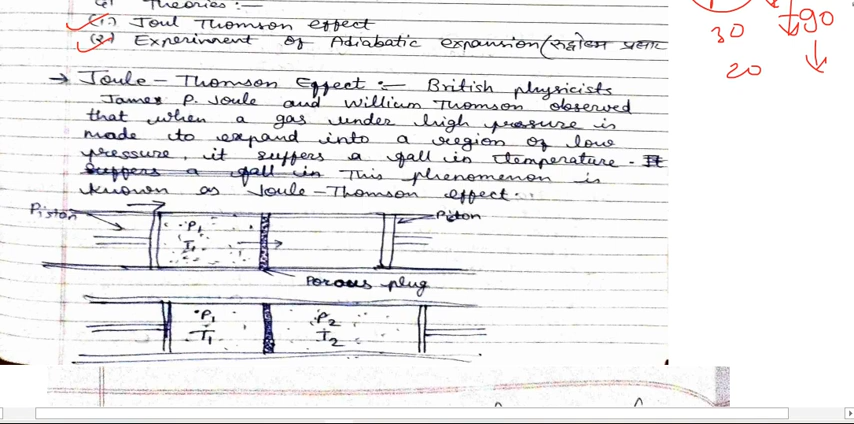 Theories :-
(1.) Joul Thomson effect
(2) Experiment of Adiabatic expansion (रुद्धोष्म प्रसार
30
90
20
→ Joule - Thomson Effect :- British physicists
James P. Joule and William Thomson observed
that when a gas under high pressure is
made to expand into a region of low
pressure, it suffers a fall in temperature. It
suffers a fall in This phenomenon is
known as Joule-Thomson effect.
Piston
P1
T1
Piton
Porous plug
P1
T1
P2
T2